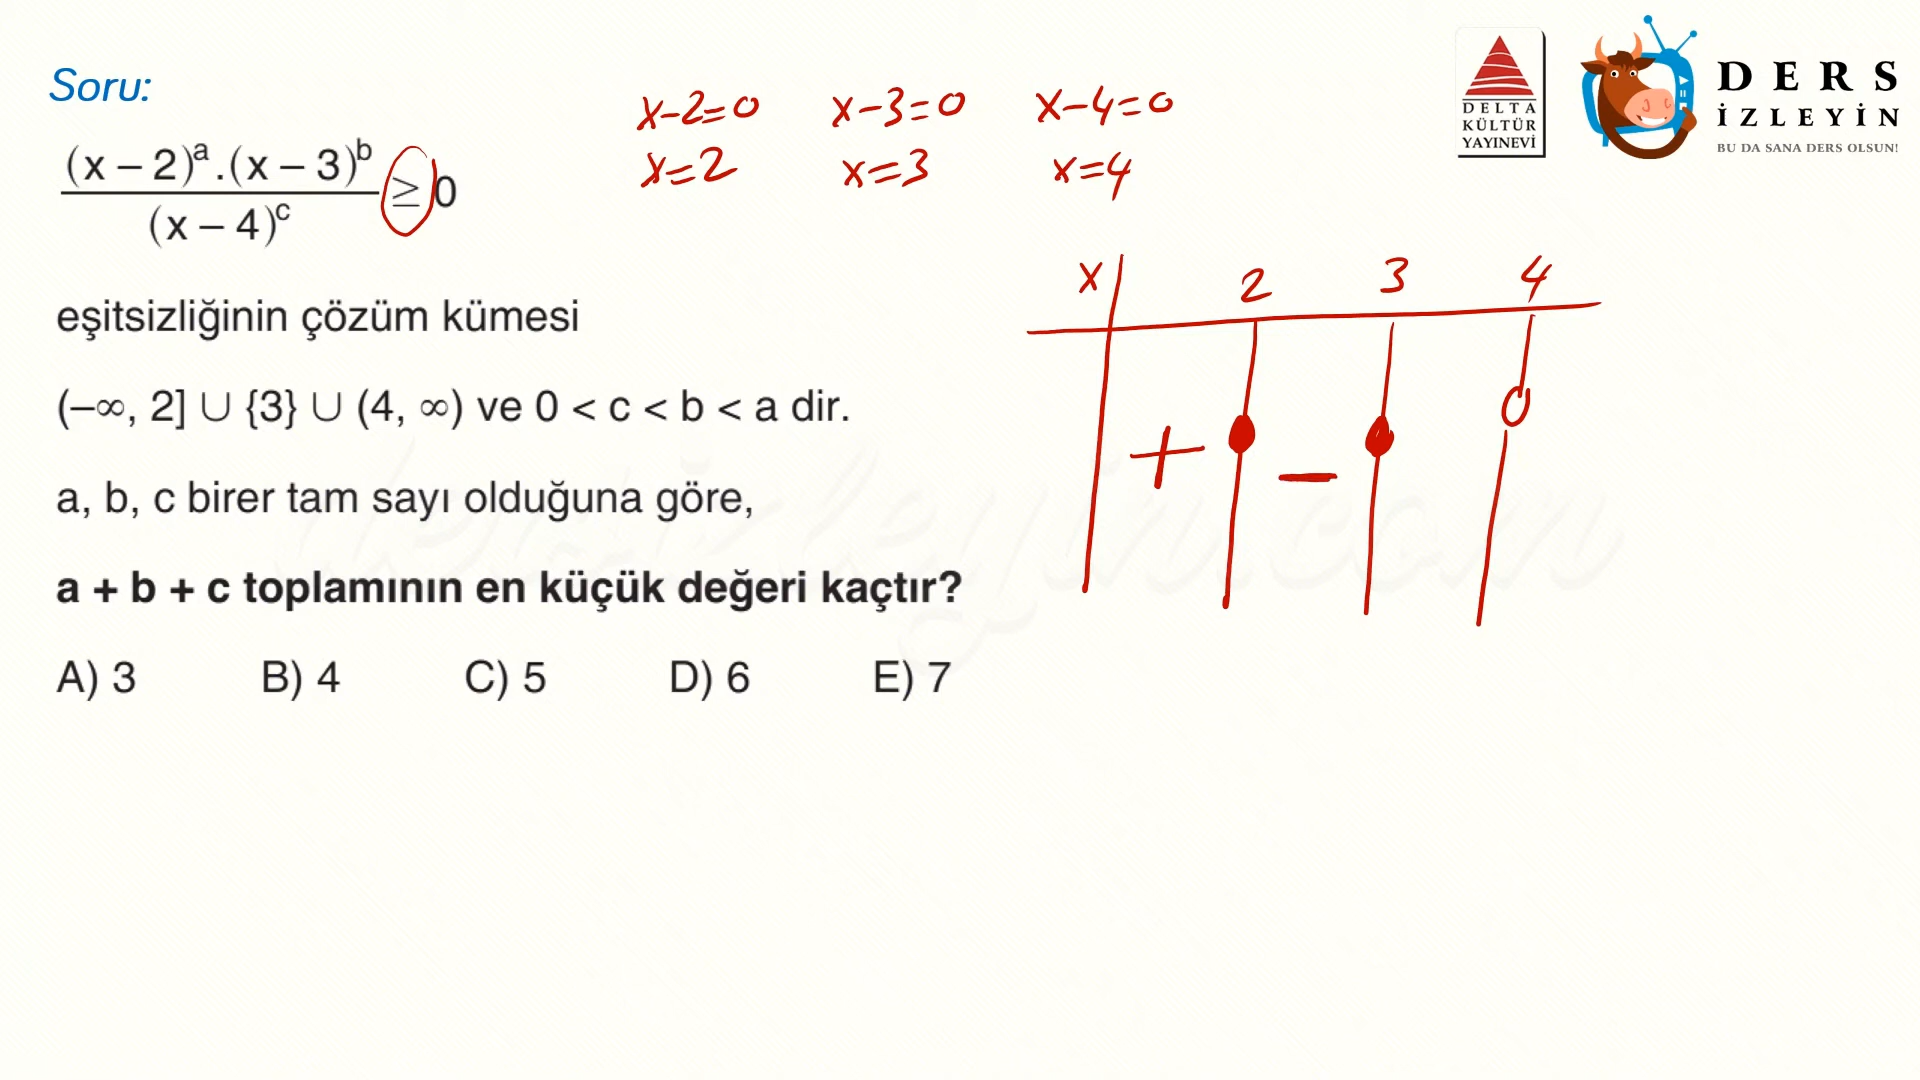 Soru:
x-2=0 x-3=0 x-4=0
x=2 x=3 x=4
(x – 2)ᵃ.(x – 3)ᵇ
≥ 0
(x – 4)ᶜ
eşitsizliğinin çözüm kümesi
(–∞, 2] ∪ {3} ∪ (4, ∞) ve 0 < c < b < a dir.
a, b, c birer tam sayı olduğuna göre,
a + b + c toplamının en küçük değeri kaçtır?
A) 3 B) 4 C) 5 D) 6 E) 7
x 2 3 4
+ -
DELTA
KÜLTÜR
YAYINEVİ
DERS
İZLEYİN
BU DA SANA DERS OLSUN!
dersizleyin.com